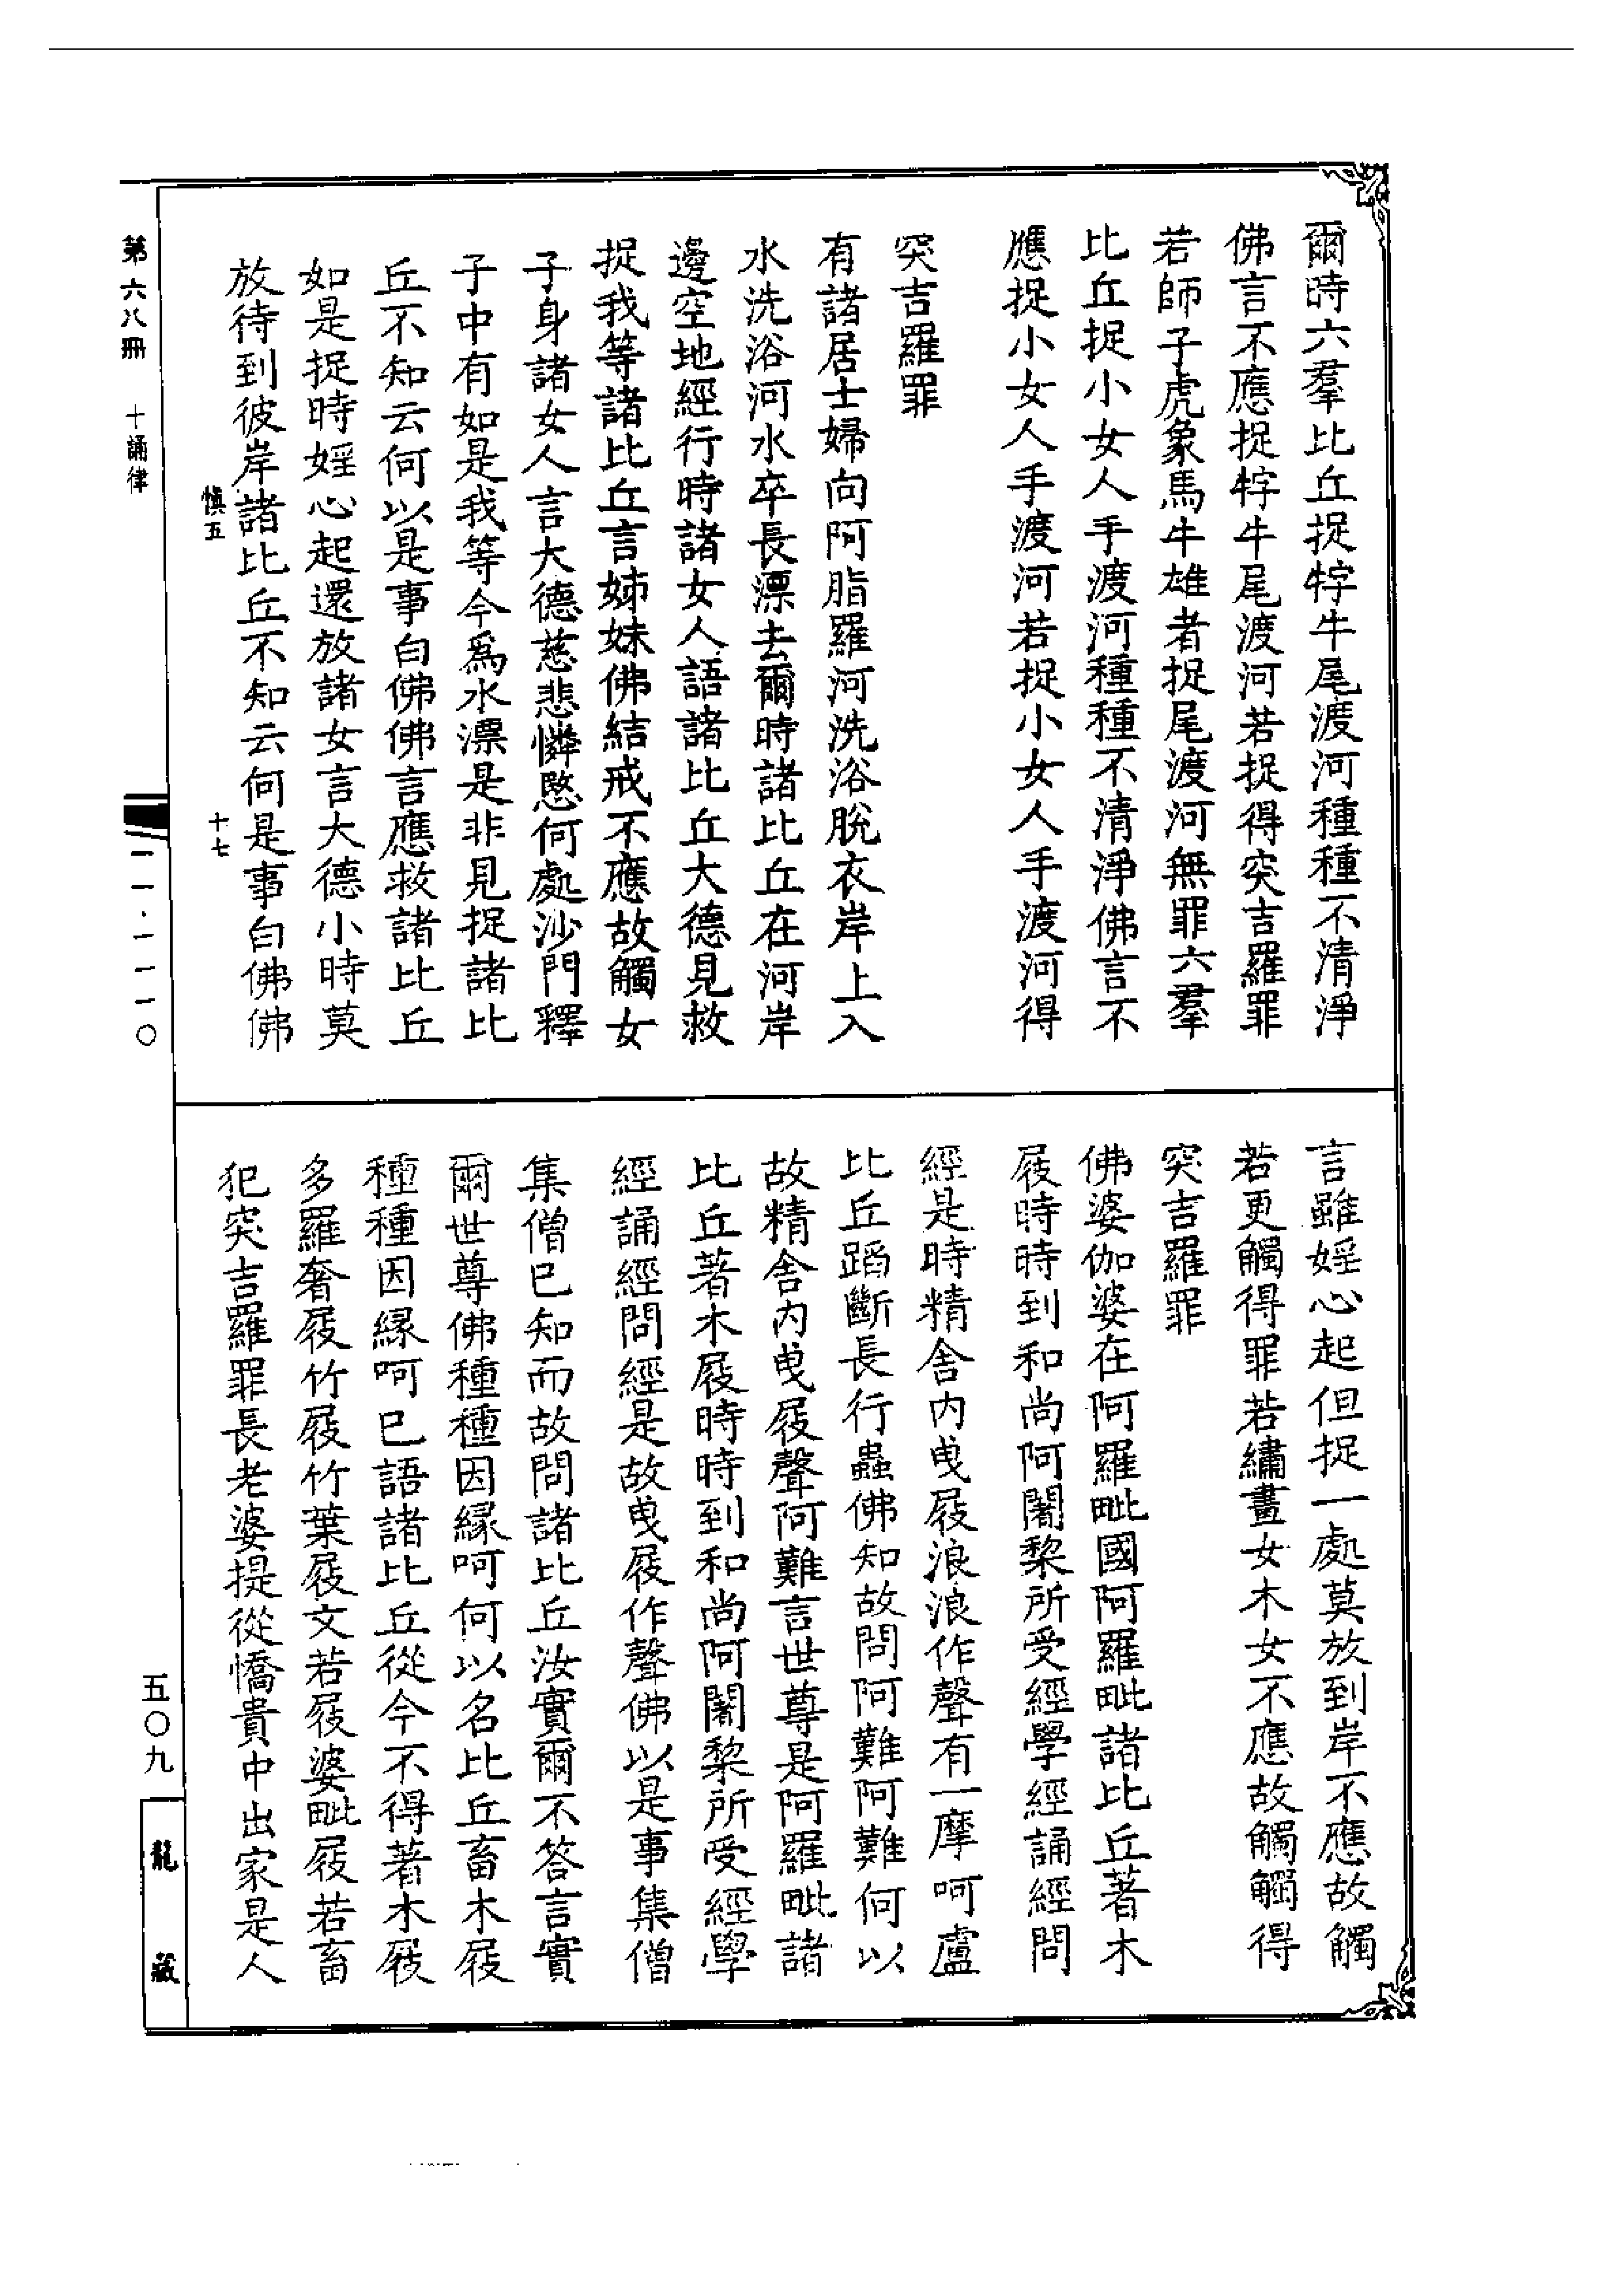 爾時六羣比丘捉牸牛尾渡河種種不清淨
佛言不應捉牸牛尾渡河若捉得突吉羅罪
若師子虎象馬牛雄者捉尾渡河無罪六羣
比丘捉小女人手渡河種種不清淨佛言不
應捉小女人手渡河若捉小女人手渡河得
突吉羅罪
有諸居士婦向阿脂羅河洗浴脫衣岸上入
水洗浴河水卒長漂去爾時諸比丘在河岸
邊空地經行時諸女人語諸比丘大德見救
捉我等諸比丘言姊妹佛結戒不應故觸女
子身諸女人言大德慈悲憐愍何處沙門釋
子中有如是我等今爲水漂是非見捉諸比
丘不知云何以是事白佛佛言應救諸比丘
如是捉時婬心起還放諸女言大德小時莫
放待到彼岸諸比丘不知云何是事白佛佛
慎五
十七
言雖婬心起但捉一處莫放到岸不應故觸
若更觸得罪若繡畫女木女不應故觸觸得
突吉羅罪
佛婆伽婆在阿羅毗國阿羅毗諸比丘著木
屐時時到和尚阿闍黎所受經學經誦經問
經是時精舍內曵屐浪浪作聲有一摩呵盧
比丘蹈斷長行蟲佛知故問阿難阿難何以
故精舍內曵屐聲阿難言世尊是阿羅毗諸
比丘著木屐時時到和尚阿闍黎所受經學
經誦經問經是故曵屐作聲佛以是事集僧
集僧已知而故問諸比丘汝實爾不答言實
爾世尊佛種種因緣呵何以名比丘畜木屐
種種因緣呵已語諸比丘從今不得著木屐
多羅奢屐竹屐竹葉屐文若屐婆毗屐若畜
犯突吉羅罪長老婆提從憍貴中出家是人
第六八冊 十誦律
一一·一一一〇
五〇九
龍藏